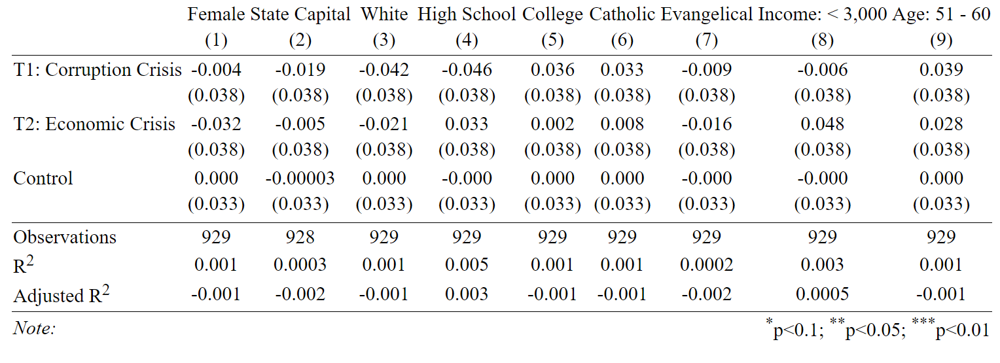 Female State Capital White High School College Catholic Evangelical Income: < 3,000 Age: 51 - 60
(1) (2) (3) (4) (5) (6) (7) (8) (9)
T1: Corruption Crisis -0.004 -0.019 -0.042 -0.046 0.036 0.033 -0.009 -0.006 0.039
(0.038) (0.038) (0.038) (0.038) (0.038) (0.038) (0.038) (0.038) (0.038)
T2: Economic Crisis -0.032 -0.005 -0.021 0.033 0.002 0.008 -0.016 0.048 0.028
(0.038) (0.038) (0.038) (0.038) (0.038) (0.038) (0.038) (0.038) (0.038)
Control 0.000 -0.00003 0.000 -0.000 0.000 0.000 -0.000 -0.000 0.000
(0.033) (0.033) (0.033) (0.033) (0.033) (0.033) (0.033) (0.033) (0.033)
Observations 929 928 929 929 929 929 929 929 929
R2 0.001 0.0003 0.001 0.005 0.001 0.001 0.0002 0.003 0.001
Adjusted R2 -0.001 -0.002 -0.001 0.003 -0.001 -0.001 -0.002 0.0005 -0.001
Note: *p<0.1; **p<0.05; ***p<0.01